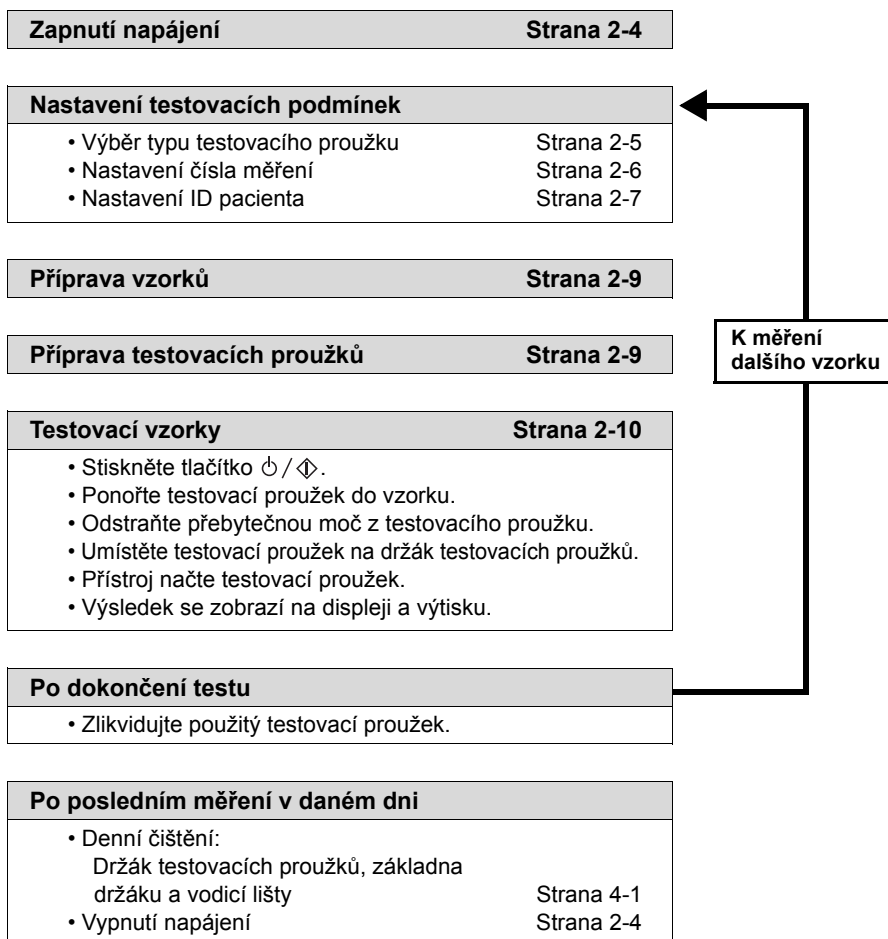 Zapnutí napájení Strana 2-4
Nastavení testovacích podmínek
• Výběr typu testovacího proužku Strana 2-5
• Nastavení čísla měření Strana 2-6
• Nastavení ID pacienta Strana 2-7
Příprava vzorků Strana 2-9
Příprava testovacích proužků Strana 2-9
K měření
dalšího vzorku
Testovací vzorky Strana 2-10
• Stiskněte tlačítko ⏻/⎆.
• Ponořte testovací proužek do vzorku.
• Odstraňte přebytečnou moč z testovacího proužku.
• Umístěte testovací proužek na držák testovacích proužků.
• Přístroj načte testovací proužek.
• Výsledek se zobrazí na displeji a výtisku.
Po dokončení testu
• Zlikvidujte použitý testovací proužek.
Po posledním měření v daném dni
• Denní čištění:
Držák testovacích proužků, základna
držáku a vodicí lišty Strana 4-1
• Vypnutí napájení Strana 2-4